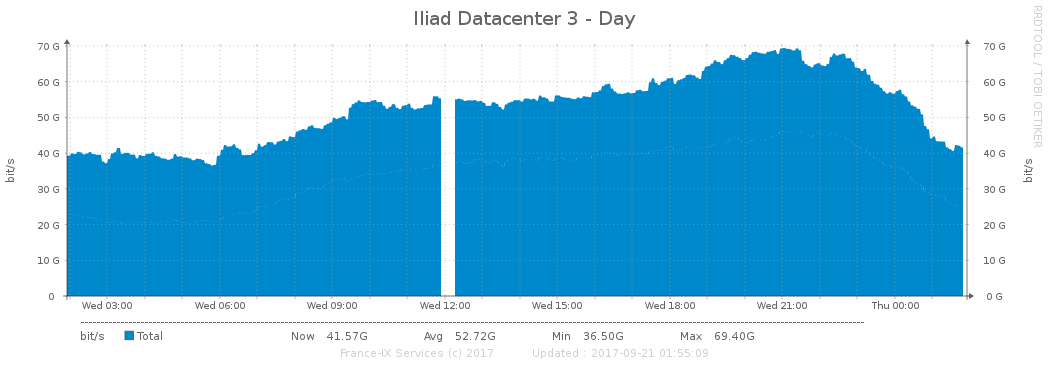 Iliad Datacenter 3 - Day
RRDTOOL / TOBI OETIKER
bit/s
70 G
60 G
50 G
40 G
30 G
20 G
10 G
0
70 G
60 G
50 G
40 G
30 G
20 G
10 G
0 G
bit/s
Wed 03:00 Wed 06:00 Wed 09:00 Wed 12:00 Wed 15:00 Wed 18:00 Wed 21:00 Thu 00:00
bit/s Total Now 41.57G Avg 52.72G Min 36.50G Max 69.40G
France-IX Services (c) 2017 Updated : 2017-09-21 01:55:09